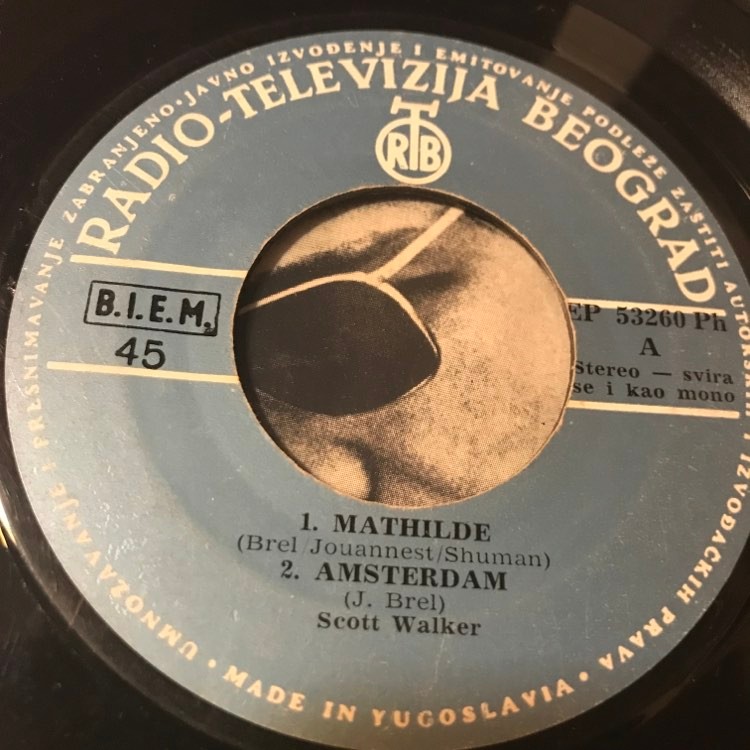 UMNOŽAVANJE I PRESNIMAVANJE ZABRANJENO · JAVNO IZVOĐENJE I EMITOVANJE PODLEŽE ZAŠTITI AUTORSKIH I IZVOĐAČKIH PRAVA ·
RADIO-TELEVIZIJA BEOGRAD
RTB
B.I.E.M.
45
EP 53260 Ph
A
Stereo — svira
se i kao mono
1. MATHILDE
(Brel/Jouannest/Shuman)
2. AMSTERDAM
(J. Brel)
Scott Walker
· MADE IN YUGOSLAVIA ·